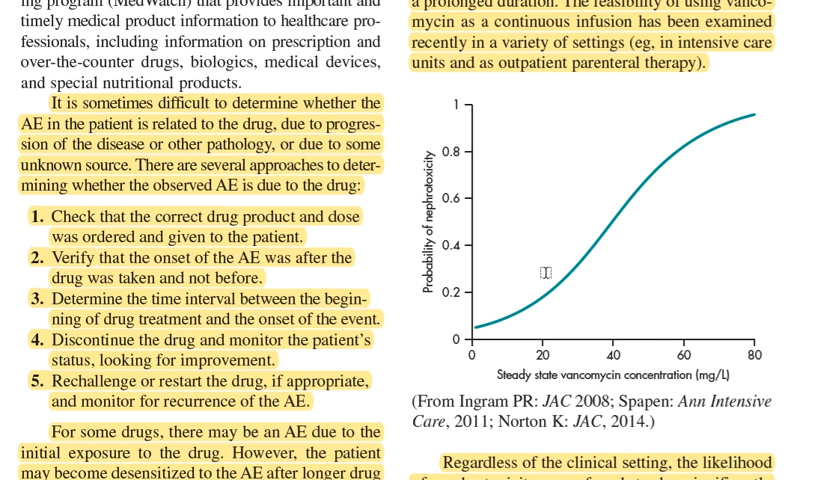 ing program (MedWatch) that provides important and
timely medical product information to healthcare pro-
fessionals, including information on prescription and
over-the-counter drugs, biologics, medical devices,
and special nutritional products.
It is sometimes difficult to determine whether the
AE in the patient is related to the drug, due to progres-
sion of the disease or other pathology, or due to some
unknown source. There are several approaches to deter-
mining whether the observed AE is due to the drug:
1. Check that the correct drug product and dose
was ordered and given to the patient.
2. Verify that the onset of the AE was after the
drug was taken and not before.
3. Determine the time interval between the begin-
ning of drug treatment and the onset of the event.
4. Discontinue the drug and monitor the patient's
status, looking for improvement.
5. Rechallenge or restart the drug, if appropriate,
and monitor for recurrence of the AE.
For some drugs, there may be an AE due to the
initial exposure to the drug. However, the patient
may become desensitized to the AE after longer drug
a prolonged duration. The feasibility of using vanco-
mycin as a continuous infusion has been examined
recently in a variety of settings (eg, in intensive care
units and as outpatient parenteral therapy).
Probability of nephrotoxicity
1
0.8
0.6
0.4
0.2
0
0 20 40 60 80
Steady state vancomycin concentration (mg/L)
(From Ingram PR: JAC 2008; Spapen: Ann Intensive
Care, 2011; Norton K: JAC, 2014.)
Regardless of the clinical setting, the likelihood